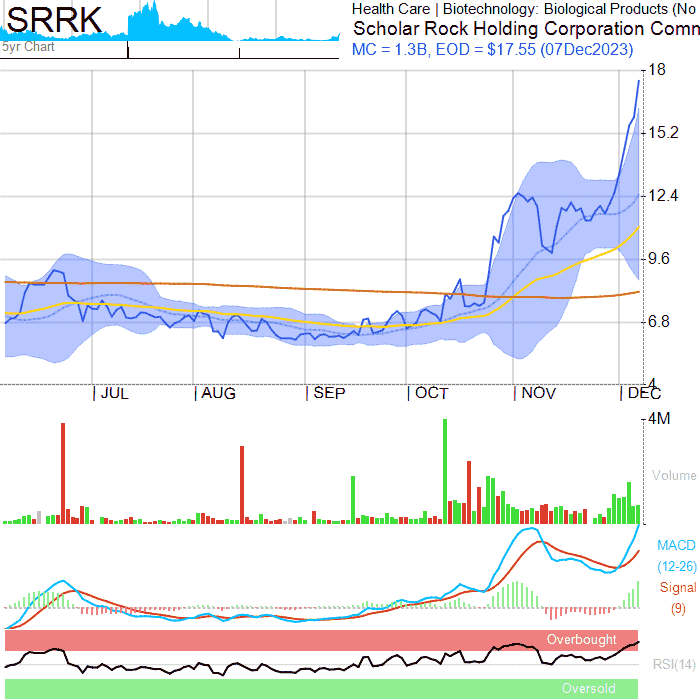 SRRK
5yr Chart
Health Care | Biotechnology: Biological Products (No
Scholar Rock Holding Corporation Comm
MC = 1.3B, EOD = $17.55 (07Dec2023)
18
15.2
12.4
9.6
6.8
4
JUL AUG SEP OCT NOV DEC
4M
Volume
MACD
(12-26)
Signal
(9)
Overbought
RSI(14)
Oversold